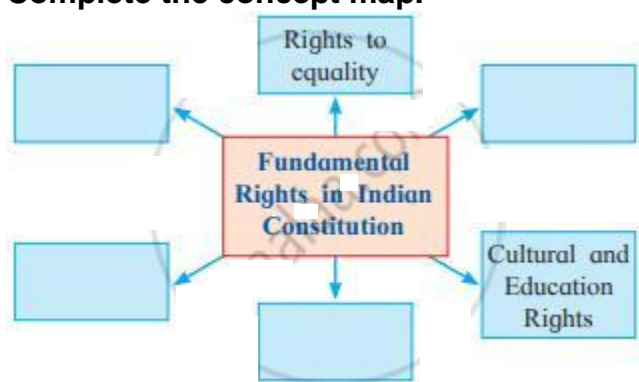 Complete the concept map.
Rights to
equality
Fundamental
Rights in Indian
Constitution
Cultural and
Education
Rights